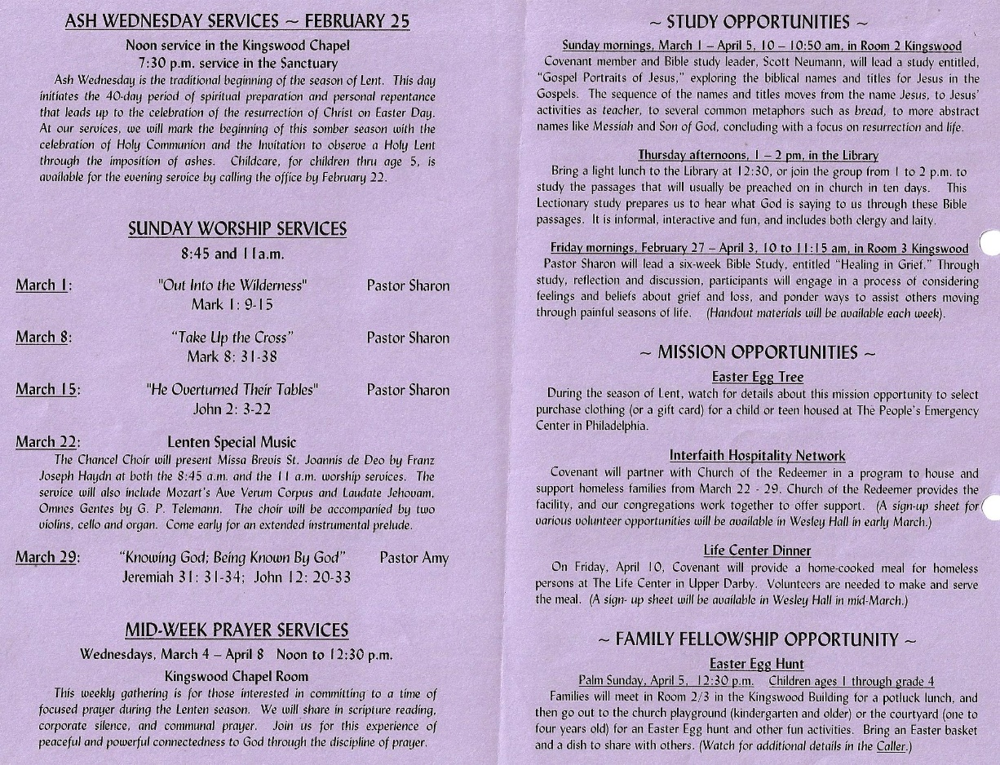 ASH WEDNESDAY SERVICES ~ FEBRUARY 25
Noon service in the Kingswood Chapel
7:30 p.m. service in the Sanctuary
Ash Wednesday is the traditional beginning of the season of Lent. This day
initiates the 40-day period of spiritual preparation and personal repentance
that leads up to the celebration of the resurrection of Christ on Easter Day.
At our services, we will mark the beginning of this somber season with the
celebration of Holy Communion and the Invitation to observe a Holy Lent
through the imposition of ashes. Childcare, for children thru age 5, is
available for the evening service by calling the office by February 22.
SUNDAY WORSHIP SERVICES
8:45 and 11a.m.
March 1: "Out Into the Wilderness" Pastor Sharon
Mark 1: 9-15
March 8: "Take Up the Cross" Pastor Sharon
Mark 8: 31-38
March 15: "He Overturned Their Tables" Pastor Sharon
John 2: 3-22
March 22: Lenten Special Music
The Chancel Choir will present Missa Brevis St. Joannis de Deo by Franz
Joseph Haydn at both the 8:45 a.m. and the 11 a.m. worship services. The
service will also include Mozart's Ave Verum Corpus and Laudate Jehovam,
Omnes Gentes by G. P. Telemann. The choir will be accompanied by two
violins, cello and organ. Come early for an extended instrumental prelude.
March 29: "Knowing God; Being Known By God" Pastor Amy
Jeremiah 31: 31-34; John 12: 20-33
MID-WEEK PRAYER SERVICES
Wednesdays, March 4 – April 8 Noon to 12:30 p.m.
Kingswood Chapel Room
This weekly gathering is for those interested in committing to a time of
focused prayer during the Lenten season. We will share in scripture reading,
corporate silence, and communal prayer. Join us for this experience of
peaceful and powerful connectedness to God through the discipline of prayer.
~ STUDY OPPORTUNITIES ~
Sunday mornings, March 1 – April 5, 10 – 10:50 am, in Room 2 Kingswood
Covenant member and Bible study leader, Scott Neumann, will lead a study entitled,
"Gospel Portraits of Jesus," exploring the biblical names and titles for Jesus in the
Gospels. The sequence of the names and titles moves from the name Jesus, to Jesus'
activities as teacher, to several common metaphors such as bread, to more abstract
names like Messiah and Son of God, concluding with a focus on resurrection and life.
Thursday afternoons, 1 – 2 pm, in the Library
Bring a light lunch to the Library at 12:30, or join the group from 1 to 2 p.m. to
study the passages that will usually be preached on in church in ten days. This
Lectionary study prepares us to hear what God is saying to us through these Bible
passages. It is informal, interactive and fun, and includes both clergy and laity.
Friday mornings, February 27 – April 3, 10 to 11:15 am, in Room 3 Kingswood
Pastor Sharon will lead a six-week Bible Study, entitled "Healing in Grief." Through
study, reflection and discussion, participants will engage in a process of considering
feelings and beliefs about grief and loss, and ponder ways to assist others moving
through painful seasons of life. (Handout materials will be available each week).
~ MISSION OPPORTUNITIES ~
Easter Egg Tree
During the season of Lent, watch for details about this mission opportunity to select
purchase clothing (or a gift card) for a child or teen housed at The People's Emergency
Center in Philadelphia.
Interfaith Hospitality Network
Covenant will partner with Church of the Redeemer in a program to house and
support homeless families from March 22 - 29. Church of the Redeemer provides the
facility, and our congregations work together to offer support. (A sign-up sheet for
various volunteer opportunities will be available in Wesley Hall in early March.)
Life Center Dinner
On Friday, April 10, Covenant will provide a home-cooked meal for homeless
persons at The Life Center in Upper Darby. Volunteers are needed to make and serve
the meal. (A sign- up sheet will be available in Wesley Hall in mid-March.)
~ FAMILY FELLOWSHIP OPPORTUNITY ~
Easter Egg Hunt
Palm Sunday, April 5, 12:30 p.m. Children ages 1 through grade 4
Families will meet in Room 2/3 in the Kingswood Building for a potluck lunch, and
then go out to the church playground (kindergarten and older) or the courtyard (one to
four years old) for an Easter Egg hunt and other fun activities. Bring an Easter basket
and a dish to share with others. (Watch for additional details in the Caller.)